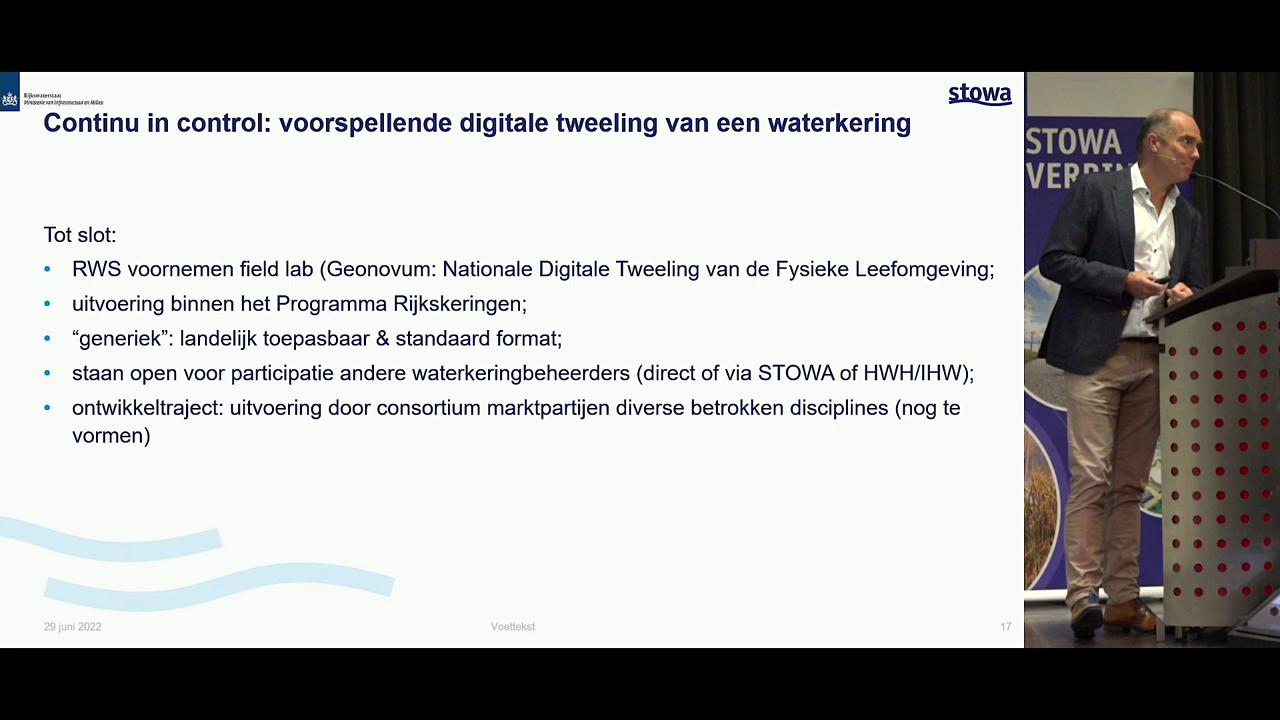 Rijkswaterstaat
Ministerie van Infrastructuur en Milieu
stowa
Continu in control: voorspellende digitale tweeling van een waterkering
Tot slot:
• RWS voornemen field lab (Geonovum: Nationale Digitale Tweeling van de Fysieke Leefomgeving;
• uitvoering binnen het Programma Rijkskeringen;
• “generiek”: landelijk toepasbaar & standaard format;
• staan open voor participatie andere waterkeringbeheerders (direct of via STOWA of HWH/IHW);
• ontwikkeltraject: uitvoering door consortium marktpartijen diverse betrokken disciplines (nog te
vormen)
29 juni 2022
Voettekst
17
STOWA